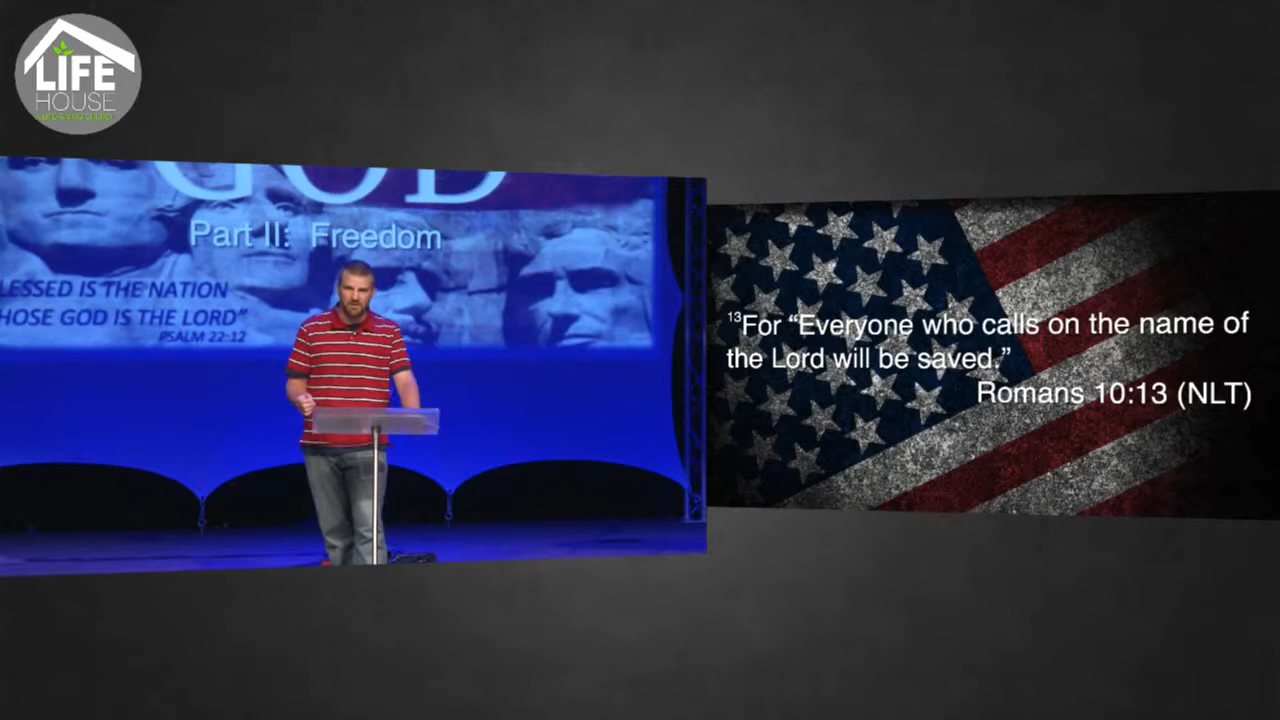 LIFE
HOUSE
GOD
Part II: Freedom
LESSED IS THE NATION
HOSE GOD IS THE LORD”
PSALM 22:12
13For “Everyone who calls on the name of
the Lord will be saved.”
Romans 10:13 (NLT)